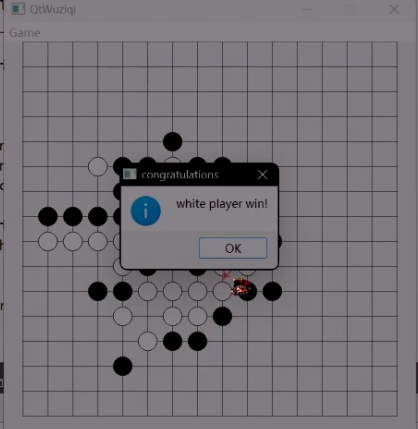 QtWuziqi
Game
congratulations
white player win!
OK